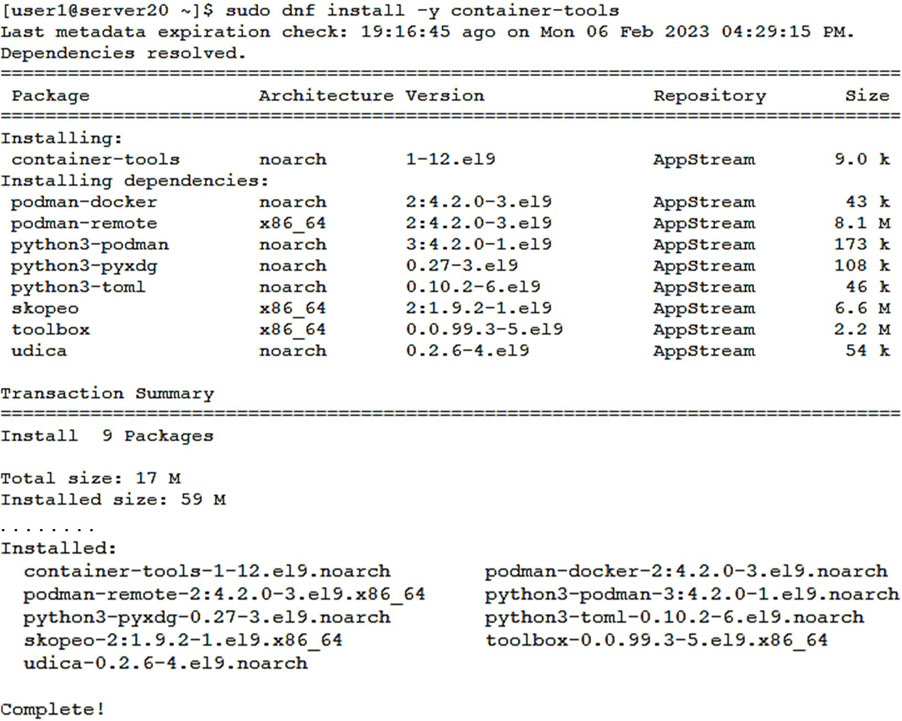 [user1@server20 ~]$ sudo dnf install -y container-tools
Last metadata expiration check: 19:16:45 ago on Mon 06 Feb 2023 04:29:15 PM.
Dependencies resolved.
================================================================================
Package Architecture Version Repository Size
================================================================================
Installing:
container-tools noarch 1-12.el9 AppStream 9.0 k
Installing dependencies:
podman-docker noarch 2:4.2.0-3.el9 AppStream 43 k
podman-remote x86_64 2:4.2.0-3.el9 AppStream 8.1 M
python3-podman noarch 3:4.2.0-1.el9 AppStream 173 k
python3-pyxdg noarch 0.27-3.el9 AppStream 108 k
python3-toml noarch 0.10.2-6.el9 AppStream 46 k
skopeo x86_64 2:1.9.2-1.el9 AppStream 6.6 M
toolbox x86_64 0.0.99.3-5.el9 AppStream 2.2 M
udica noarch 0.2.6-4.el9 AppStream 54 k
Transaction Summary
================================================================================
Install 9 Packages
Total size: 17 M
Installed size: 59 M
........
Installed:
container-tools-1-12.el9.noarch podman-docker-2:4.2.0-3.el9.noarch
podman-remote-2:4.2.0-3.el9.x86_64 python3-podman-3:4.2.0-1.el9.noarch
python3-pyxdg-0.27-3.el9.noarch python3-toml-0.10.2-6.el9.noarch
skopeo-2:1.9.2-1.el9.x86_64 toolbox-0.0.99.3-5.el9.x86_64
udica-0.2.6-4.el9.noarch
Complete!